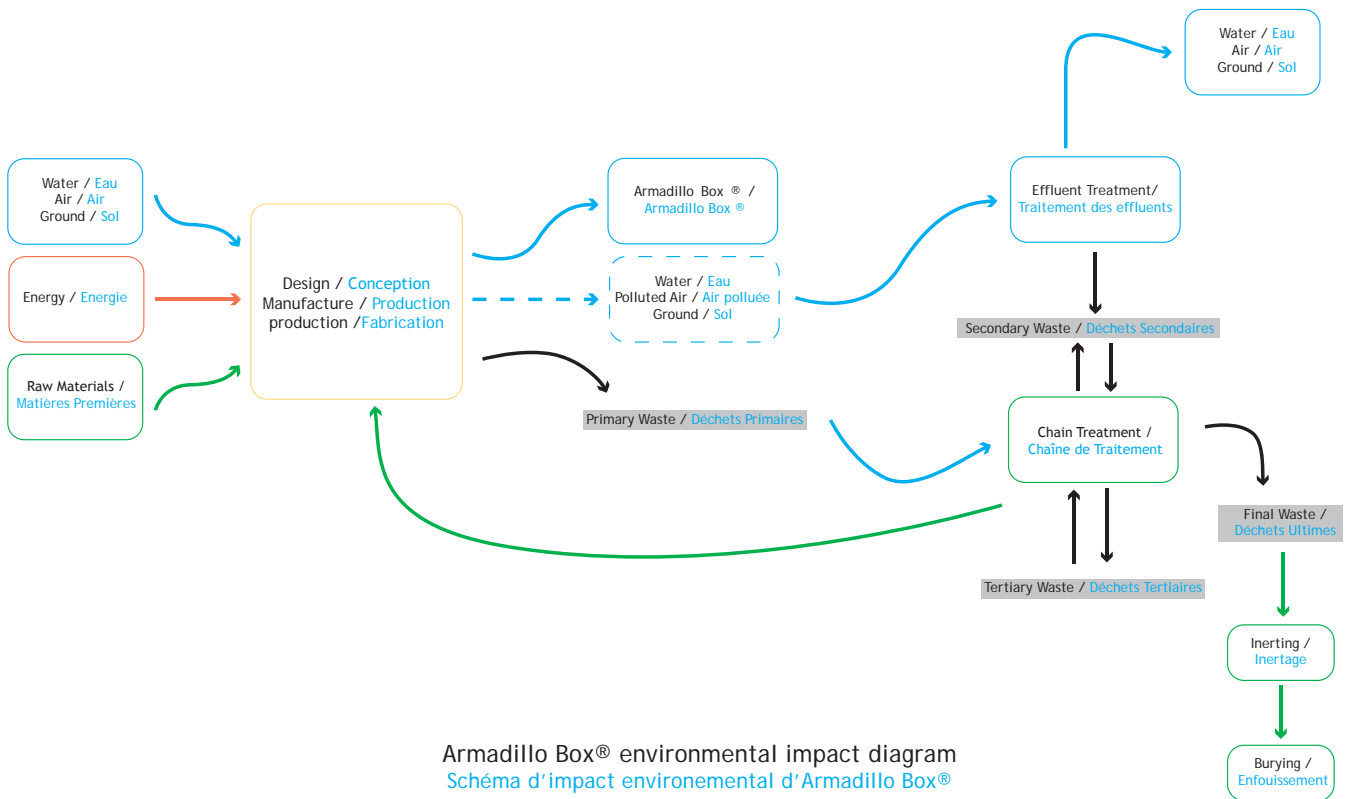 Water / Eau
Air / Air
Ground / Sol
Water / Eau
Air / Air
Ground / Sol
Energy / Energie
Raw Materials /
Matières Premières
Design / Conception
Manufacture / Production
production /Fabrication
Armadillo Box ® /
Armadillo Box ®
Water / Eau
Polluted Air / Air polluée
Ground / Sol
Primary Waste / Déchets Primaires
Effluent Treatment/
Traitement des effluents
Secondary Waste / Déchets Secondaires
Chain Treatment /
Chaîne de Traitement
Tertiary Waste / Déchets Tertiaires
Final Waste /
Déchets Ultimes
Inerting /
Inertage
Burying /
Enfouissement
Armadillo Box® environmental impact diagram
Schéma d'impact environemental d'Armadillo Box®